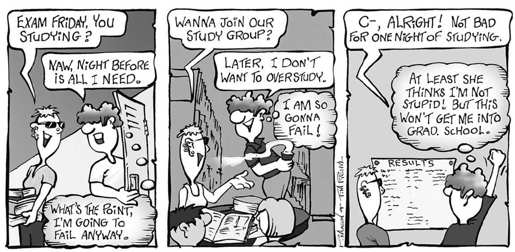 EXAM FRIDAY, YOU
STUDYING?
NAW, NIGHT BEFORE
IS ALL I NEED.
WHAT'S THE POINT,
I'M GOING TO
FAIL ANYWAY.
WANNA JOIN OUR
STUDY GROUP?
LATER, I DON'T
WANT TO OVERSTUDY.
I AM SO
GONNA
FAIL!
C-, ALRIGHT! NOT BAD
FOR ONE NIGHT OF STUDYING.
AT LEAST SHE
THINKS I'M NOT
STUPID! BUT THIS
WON'T GET ME INTO
GRAD. SCHOOL.
RESULTS